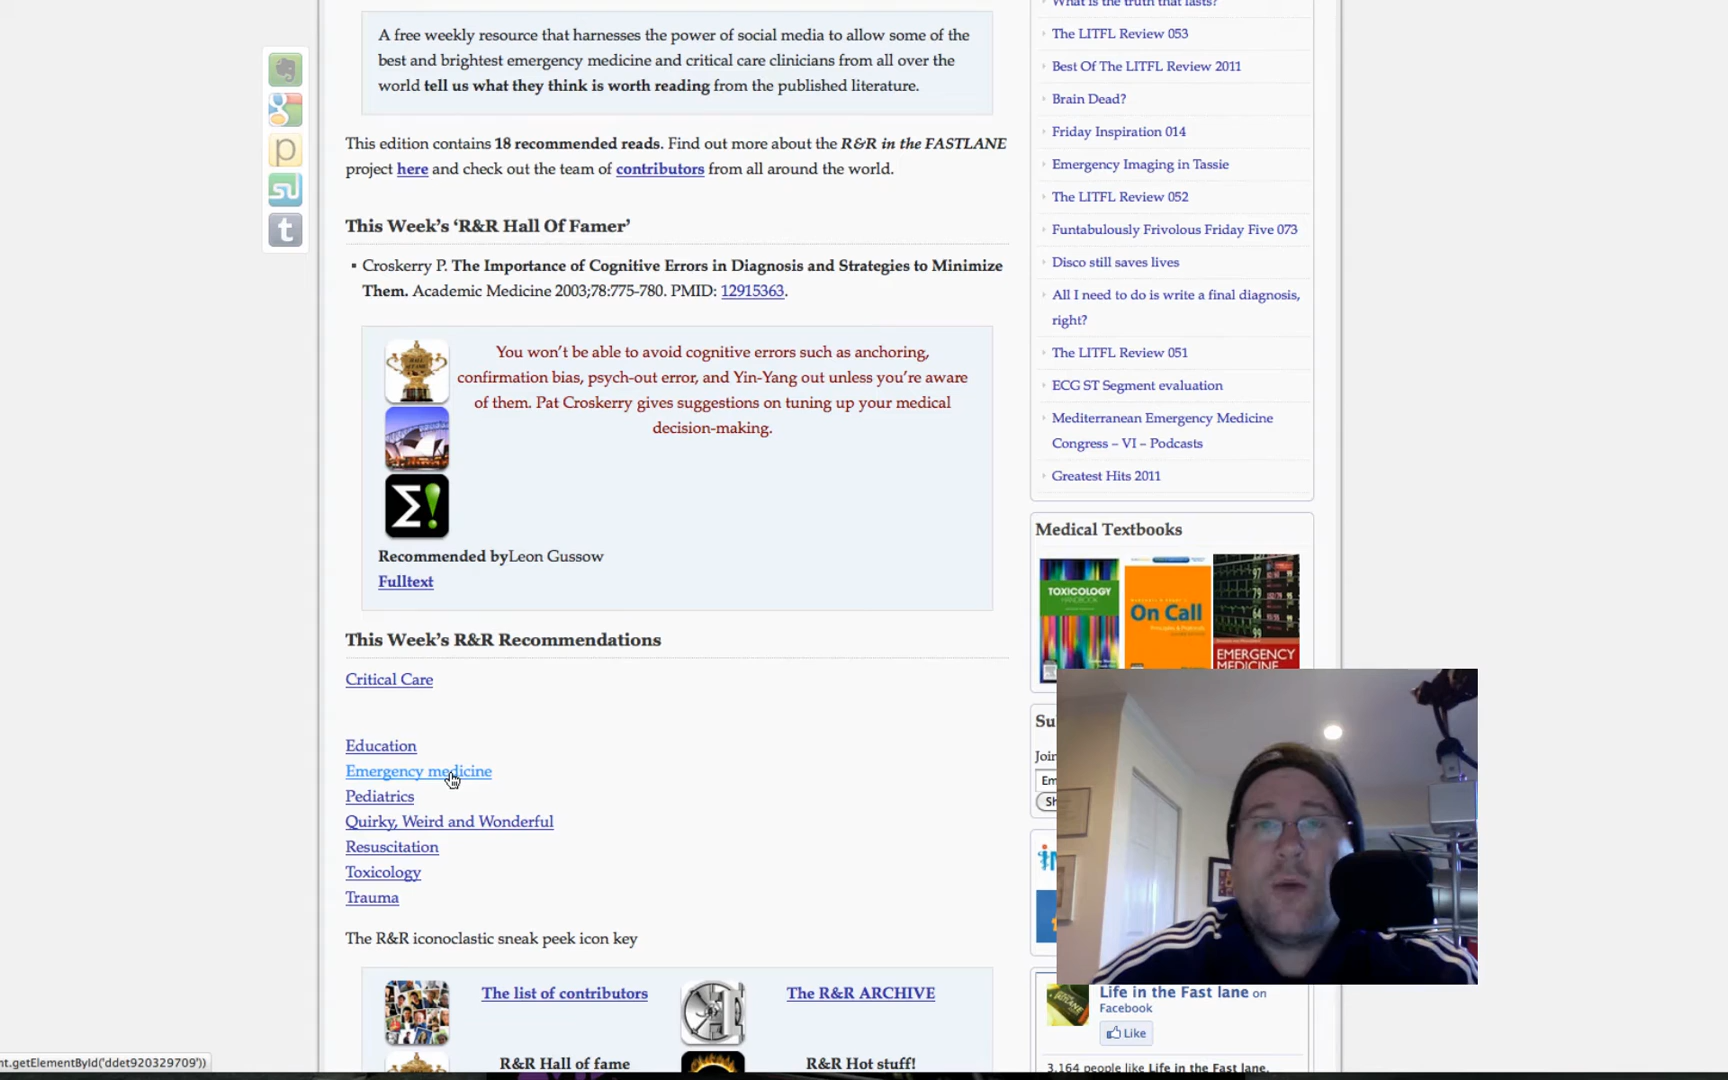 What is the truth that lasts?
A free weekly resource that harnesses the power of social media to allow some of the
best and brightest emergency medicine and critical care clinicians from all over the
world tell us what they think is worth reading from the published literature.
This edition contains 18 recommended reads. Find out more about the R&R in the FASTLANE
project here and check out the team of contributors from all around the world.
This Week's 'R&R Hall Of Famer'
▪ Croskerry P. The Importance of Cognitive Errors in Diagnosis and Strategies to Minimize
Them. Academic Medicine 2003;78:775-780. PMID: 12915363.
You won't be able to avoid cognitive errors such as anchoring,
confirmation bias, psych-out error, and Yin-Yang out unless you're aware
of them. Pat Croskerry gives suggestions on tuning up your medical
decision-making.
Σ!
Recommended byLeon Gussow
Fulltext
This Week's R&R Recommendations
Critical Care
Education
Emergency medicine
Pediatrics
Quirky, Weird and Wonderful
Resuscitation
Toxicology
Trauma
The R&R iconoclastic sneak peek icon key
The list of contributors
The R&R ARCHIVE
R&R Hall of fame
R&R Hot stuff!
The LITFL Review 053
Best Of The LITFL Review 2011
Brain Dead?
Friday Inspiration 014
Emergency Imaging in Tassie
The LITFL Review 052
Funtabulously Frivolous Friday Five 073
Disco still saves lives
All I need to do is write a final diagnosis,
right?
The LITFL Review 051
ECG ST Segment evaluation
Mediterranean Emergency Medicine
Congress – VI – Podcasts
Greatest Hits 2011
Medical Textbooks
TOXICOLOGY
HANDBOOK
On Call
EMERGENCY
MEDICINE
Su
Join
Em
Sh
Life in the Fast lane on
Facebook
Like
3,164 people like Life in the Fast lane.
nt.getElementById('ddet920329709'))